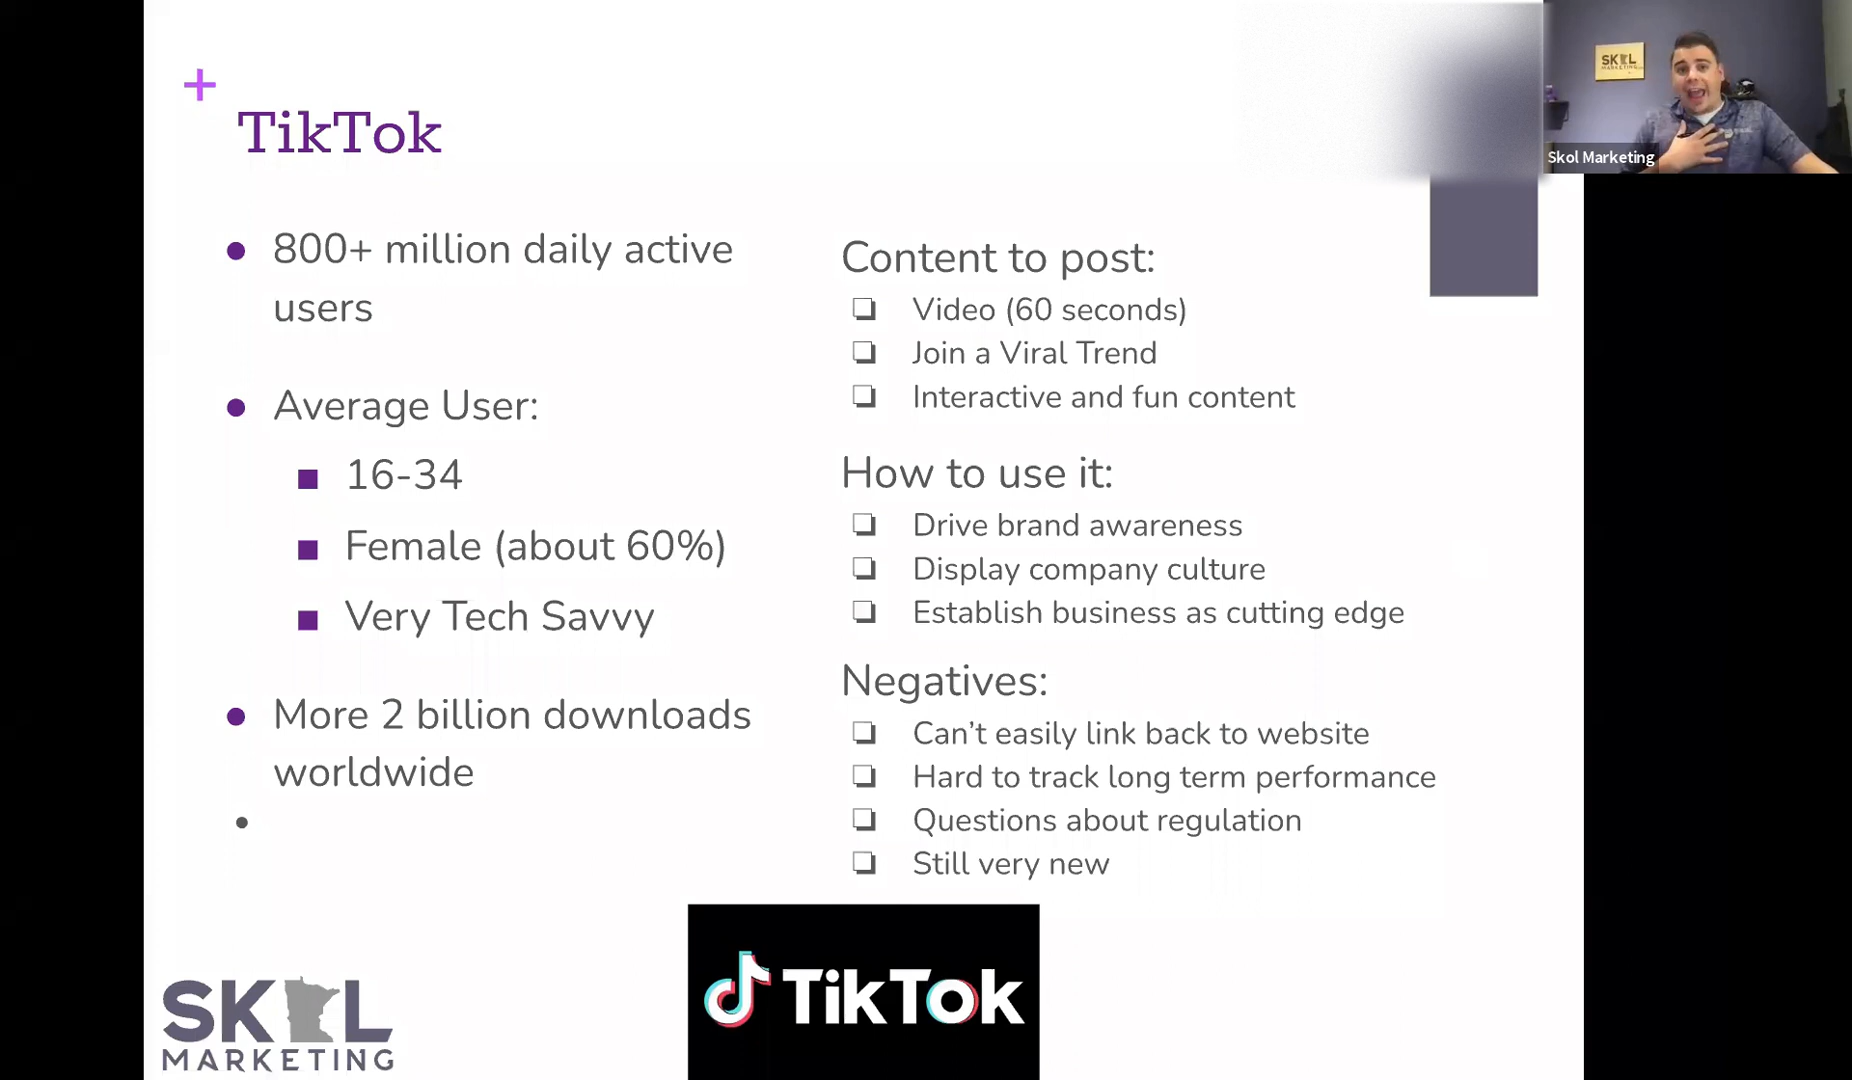 TikTok
800+ million daily active
users
Average User:
16-34
Female (about 60%)
Very Tech Savvy
More 2 billion downloads
worldwide
Content to post:
Video (60 seconds)
Join a Viral Trend
Interactive and fun content
How to use it:
Drive brand awareness
Display company culture
Establish business as cutting edge
Negatives:
Can’t easily link back to website
Hard to track long term performance
Questions about regulation
Still very new
SKOL
MARKETING
TikTok
SKOL
MARKETING
Skol Marketing